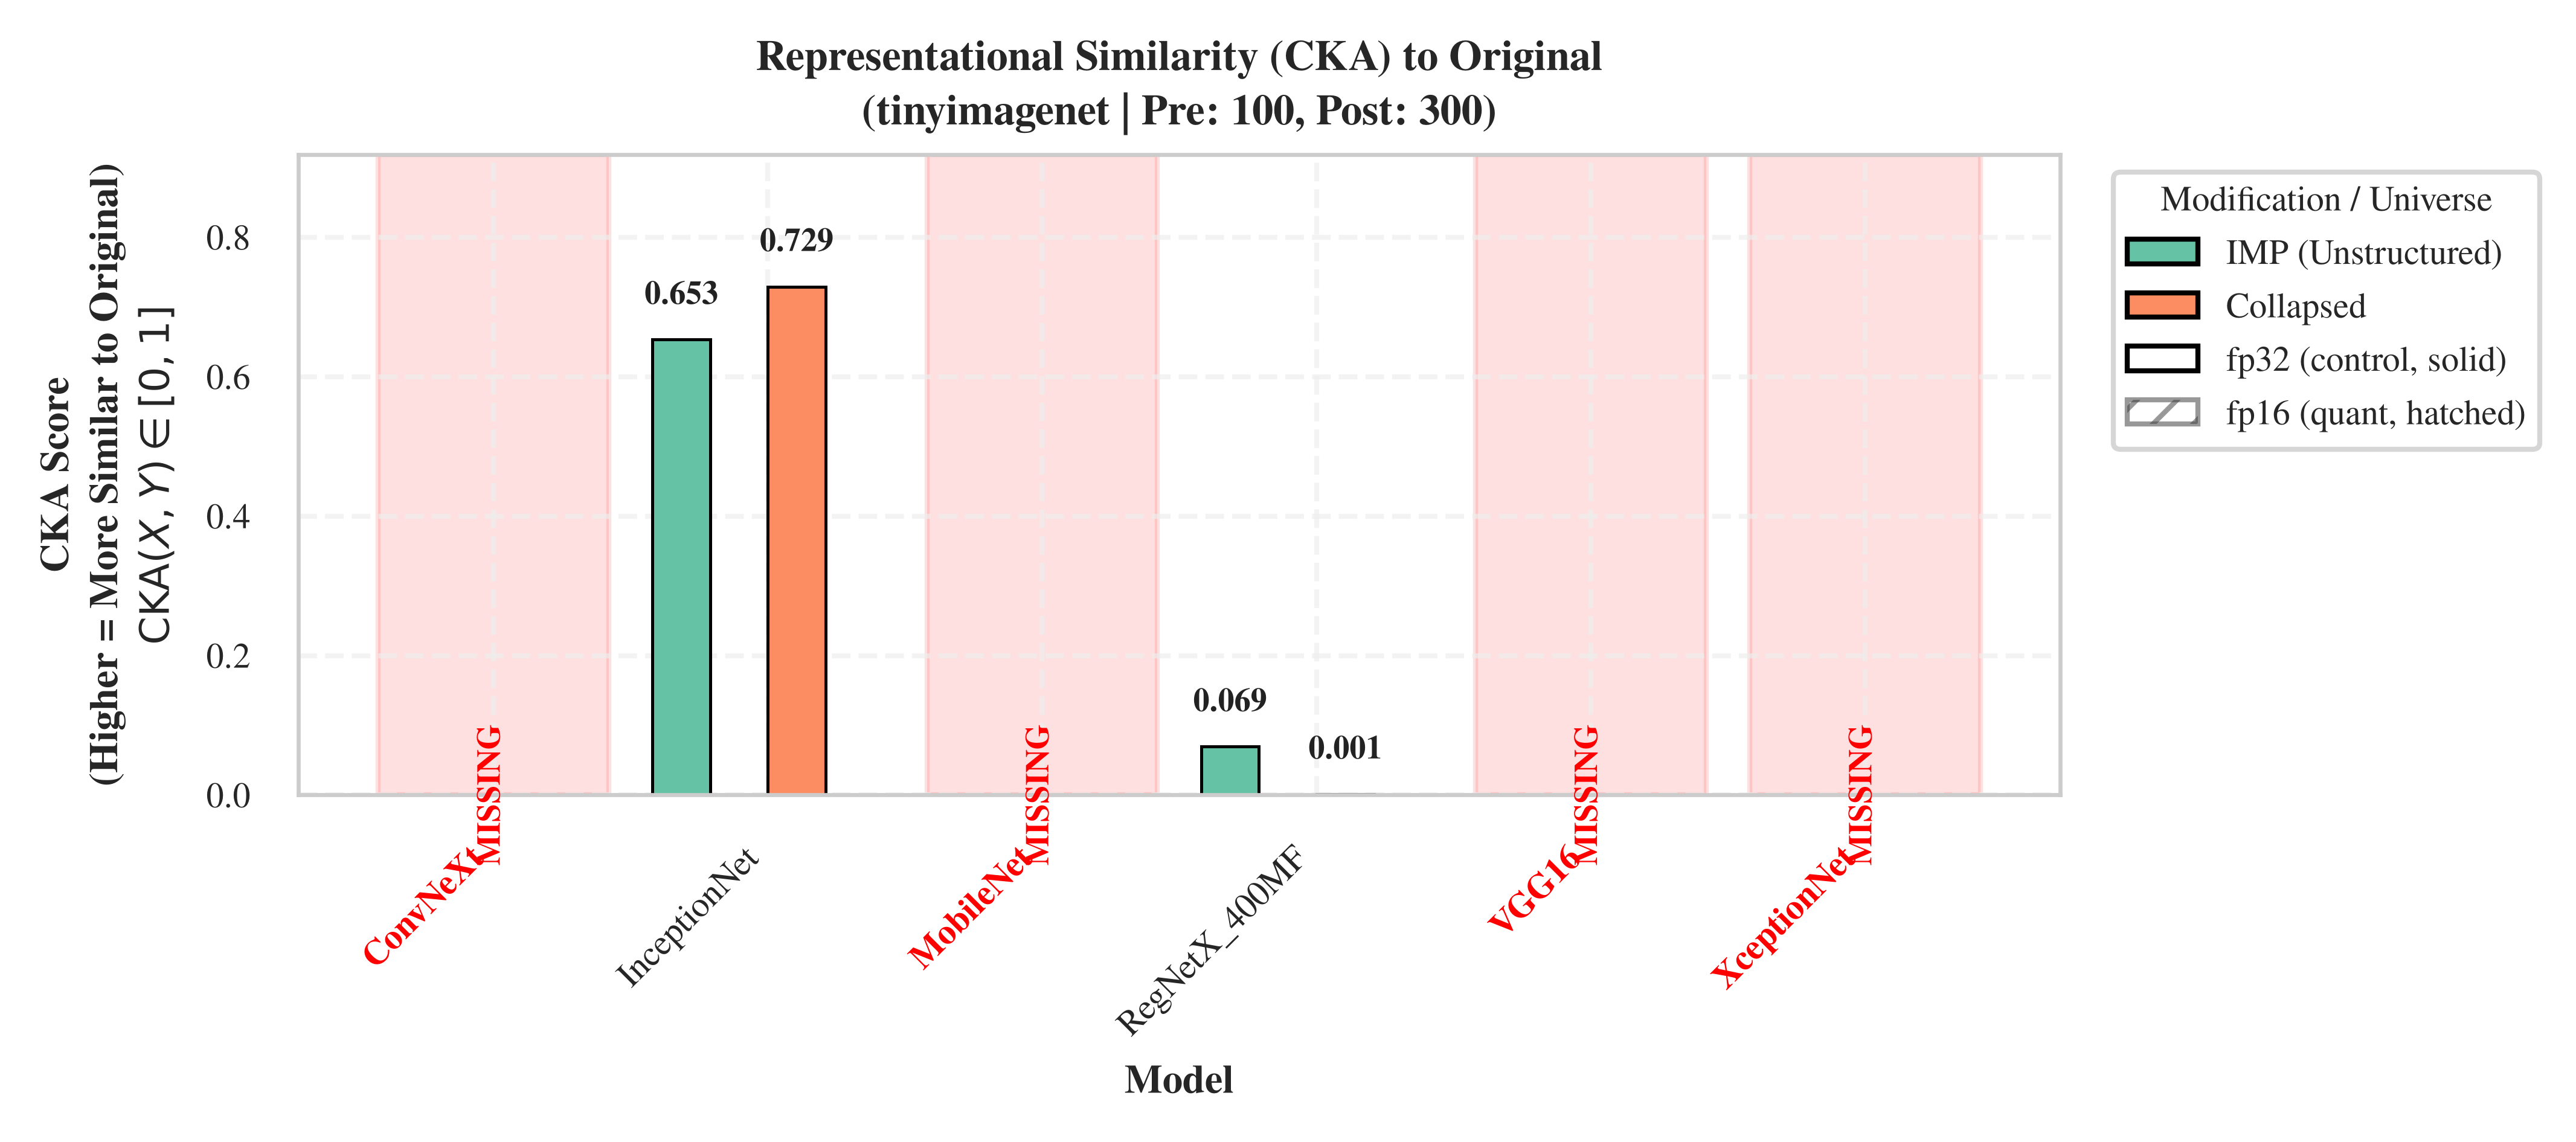 Representational Similarity (CKA) to Original
(tinyimagenet | Pre: 100, Post: 300)
CKA Score
(Higher = More Similar to Original)
CKA(X, Y) ∈ [0, 1]
0.8
0.6
0.4
0.2
0.0
0.653
0.729
0.069
0.001
MISSING
MISSING
MISSING
MISSING
ConvNeXt
InceptionNet
MobileNet
RegNetX_400MF
VGG16
XceptionNet
Model
Modification / Universe
IMP (Unstructured)
Collapsed
fp32 (control, solid)
fp16 (quant, hatched)